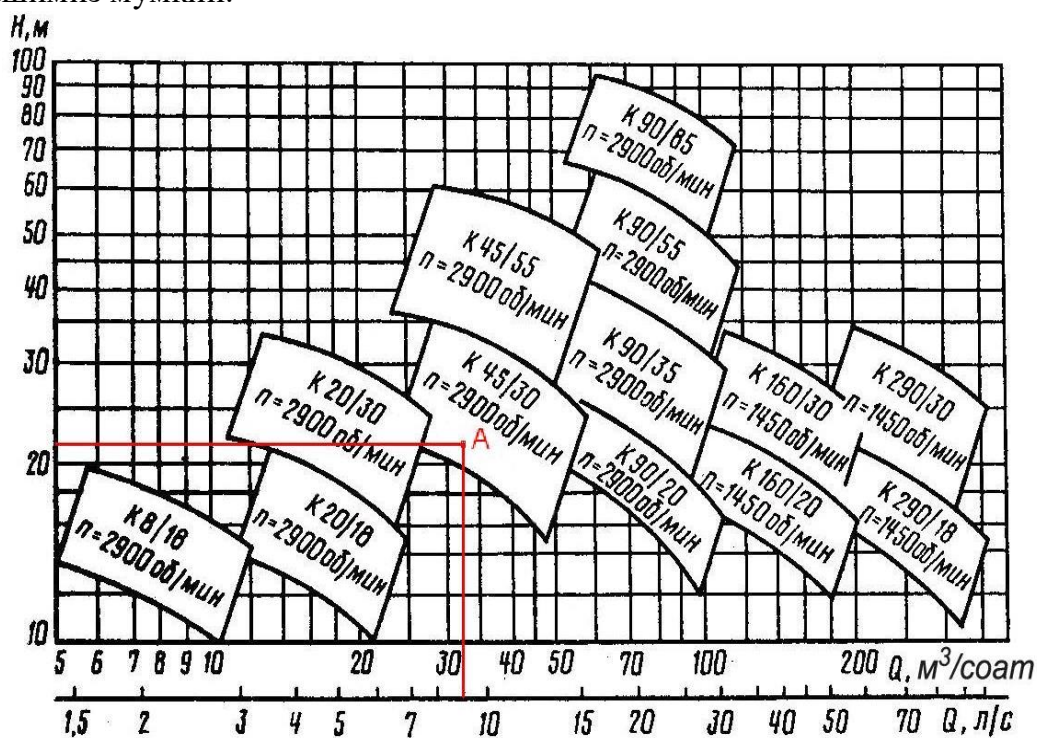 шимиз мумкин.
H,м
100
90
80
70
60
50
40
30
20
10
К 90/85
n=2900об/мин
К 90/55
n=2900об/мин
К 45/55
n=2900об/мин
К 90/35
n=2900об/мин
К 45/30
n=2900об/мин
К 20/30
n=2900об/мин
К 160/30
n=1450об/мин
К 290/30
n=1450об/мин
A
К 90/20
n=2900об/мин
К 160/20
n=1450об/мин
К 290/18
n=1450об/мин
К 8/18
n=2900об/мин
К 20/18
n=2900об/мин
5 6 7 8 9 10 20 30 40 50 70 100 200 Q, м³/соат
1,5 2 3 4 5 7 10 15 20 30 40 50 70 Q, л/с